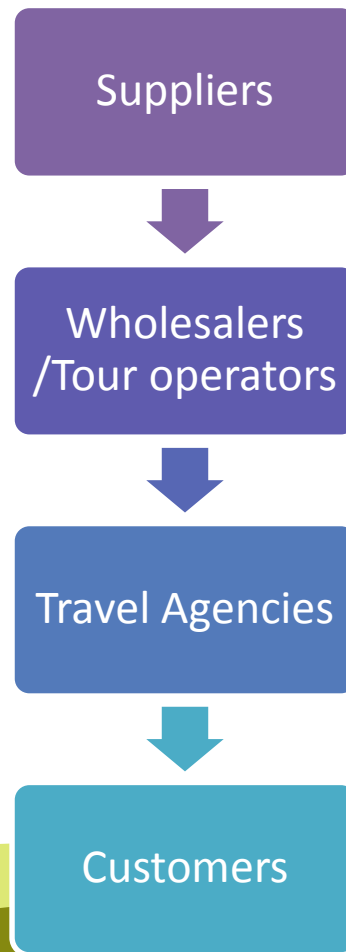 Suppliers
Wholesalers
/Tour operators
Travel Agencies
Customers